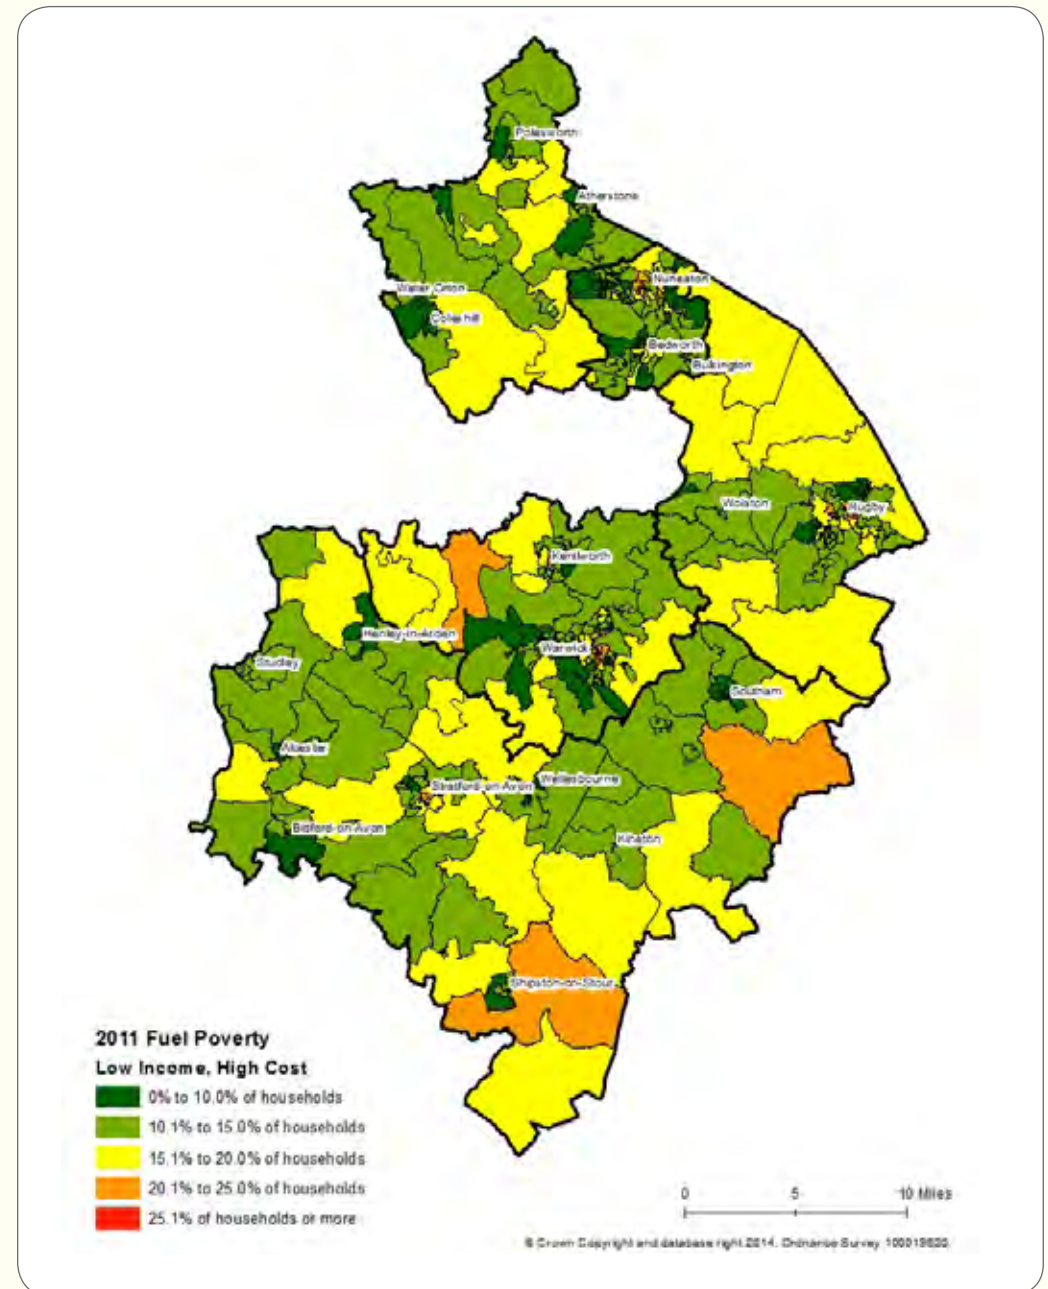 Polesworth
Atherstone
Nuneaton
Water Orton
Coleshill
Bedworth
Bulkington
Wolston
Rugby
Kenilworth
Henley-in-Arden
Warwick
Studley
Southam
Alcester
Stratford-on-Avon
Wellesbourne
Bidford-on-Avon
Kineton
Shipston-on-Stour
2011 Fuel Poverty
Low Income, High Cost
0% to 10.0% of households
10.1% to 15.0% of households
15.1% to 20.0% of households
20.1% to 25.0% of households
25.1% of households or more
0 5 10 Miles
© Crown Copyright and database right 2014. Ordnance Survey 100019520.